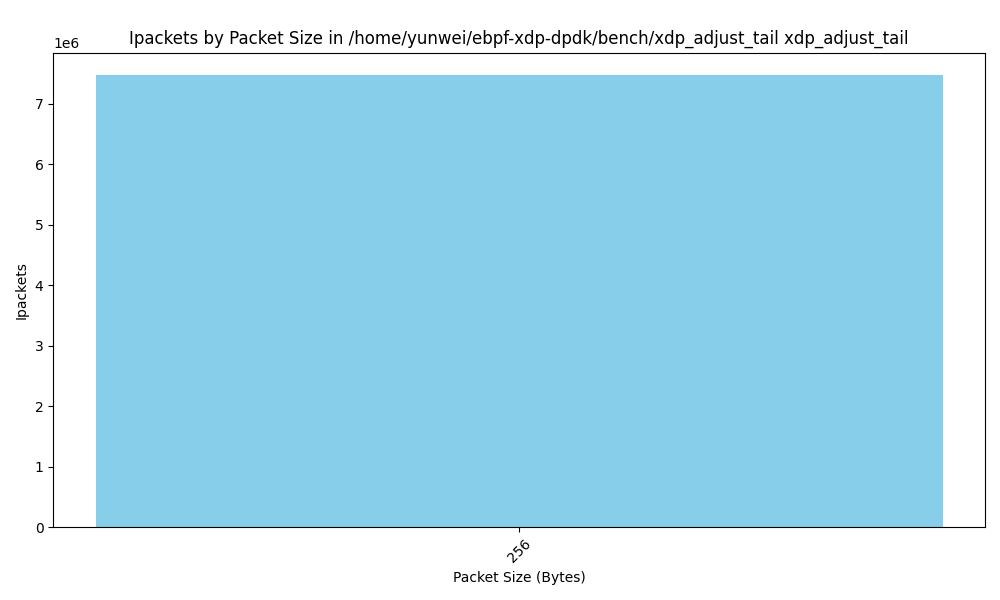 Ipackets by Packet Size in /home/yunwei/ebpf-xdp-dpdk/bench/xdp_adjust_tail xdp_adjust_tail
1e6
7
6
5
4
3
2
1
0
Ipackets
256
Packet Size (Bytes)